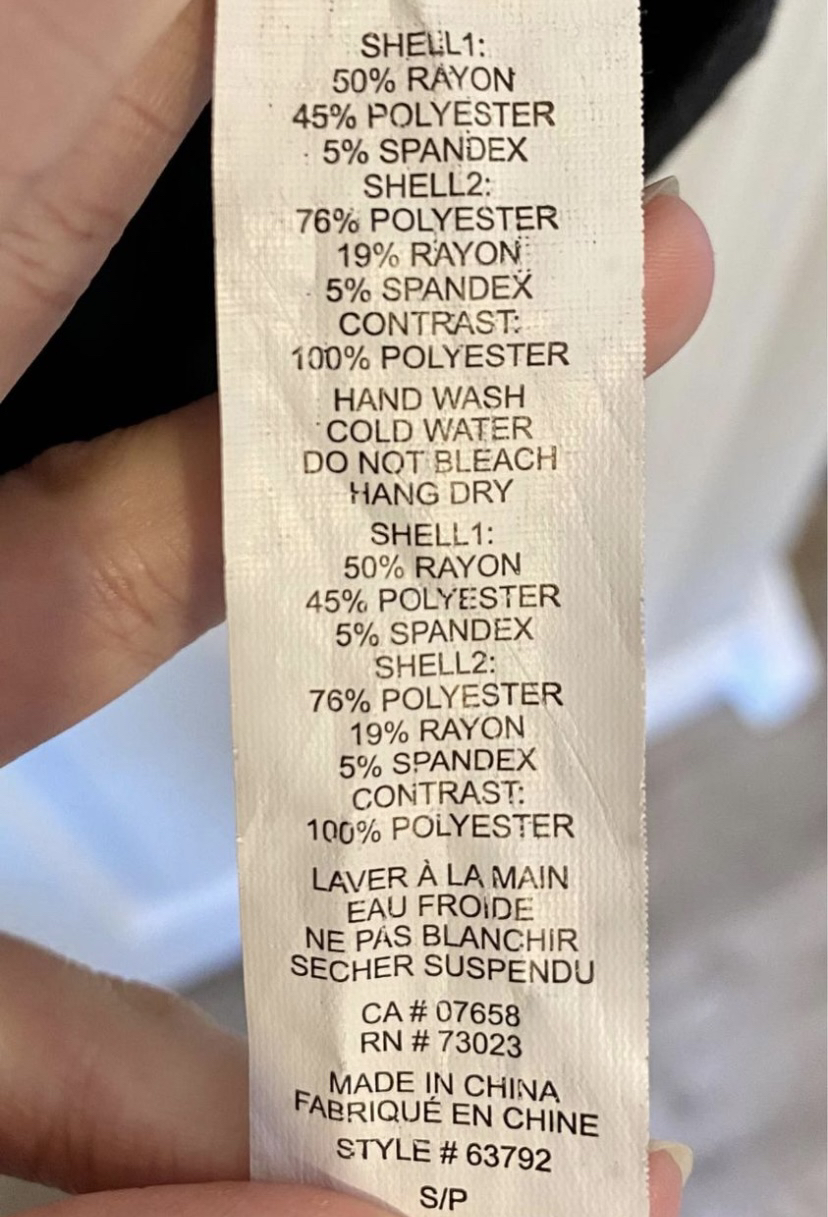 SHELL1:
50% RAYON
45% POLYESTER
5% SPANDEX
SHELL2:
76% POLYESTER
19% RAYON
5% SPANDEX
CONTRAST:
100% POLYESTER
HAND WASH
COLD WATER
DO NOT BLEACH
HANG DRY
SHELL1:
50% RAYON
45% POLYESTER
5% SPANDEX
SHELL2:
76% POLYESTER
19% RAYON
5% SPANDEX
CONTRAST:
100% POLYESTER
LAVER À LA MAIN
EAU FROIDE
NE PAS BLANCHIR
SECHER SUSPENDU
CA # 07658
RN # 73023
MADE IN CHINA
FABRIQUÉ EN CHINE
STYLE # 63792
S/P